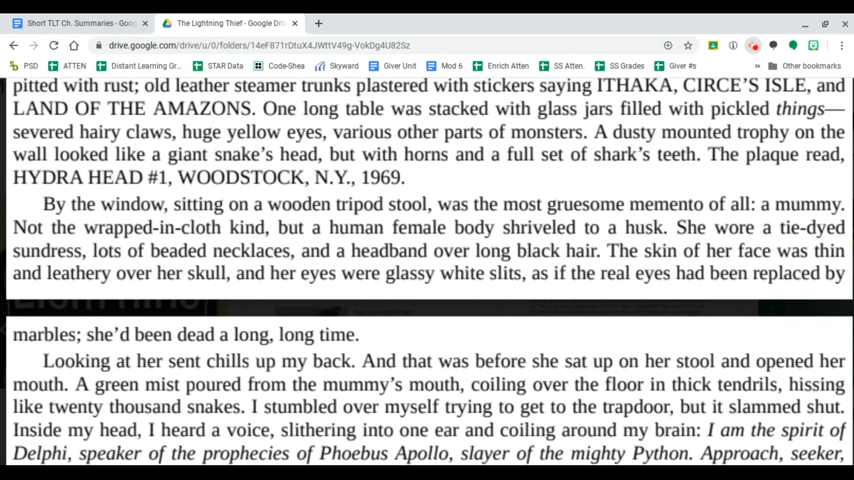 Short TLT Ch. Summaries - Goog
The Lightning Thief - Google Driv
drive.google.com/drive/u/0/folders/14eF871rDtuX4JWttV49g-VokDg4U82Sz
PSD ATTEN Distant Learning Gr... STAR Data Code-Shea Skyward Giver Unit Mod 6 Enrich Atten SS Atten. SS Grades Giver #s » Other bookmarks
pitted with rust; old leather steamer trunks plastered with stickers saying ITHAKA, CIRCE'S ISLE, and
LAND OF THE AMAZONS. One long table was stacked with glass jars filled with pickled things—
severed hairy claws, huge yellow eyes, various other parts of monsters. A dusty mounted trophy on the
wall looked like a giant snake's head, but with horns and a full set of shark's teeth. The plaque read,
HYDRA HEAD #1, WOODSTOCK, N.Y., 1969.
By the window, sitting on a wooden tripod stool, was the most gruesome memento of all: a mummy.
Not the wrapped-in-cloth kind, but a human female body shriveled to a husk. She wore a tie-dyed
sundress, lots of beaded necklaces, and a headband over long black hair. The skin of her face was thin
and leathery over her skull, and her eyes were glassy white slits, as if the real eyes had been replaced by
marbles; she'd been dead a long, long time.
Looking at her sent chills up my back. And that was before she sat up on her stool and opened her
mouth. A green mist poured from the mummy's mouth, coiling over the floor in thick tendrils, hissing
like twenty thousand snakes. I stumbled over myself trying to get to the trapdoor, but it slammed shut.
Inside my head, I heard a voice, slithering into one ear and coiling around my brain: I am the spirit of
Delphi, speaker of the prophecies of Phoebus Apollo, slayer of the mighty Python. Approach, seeker,